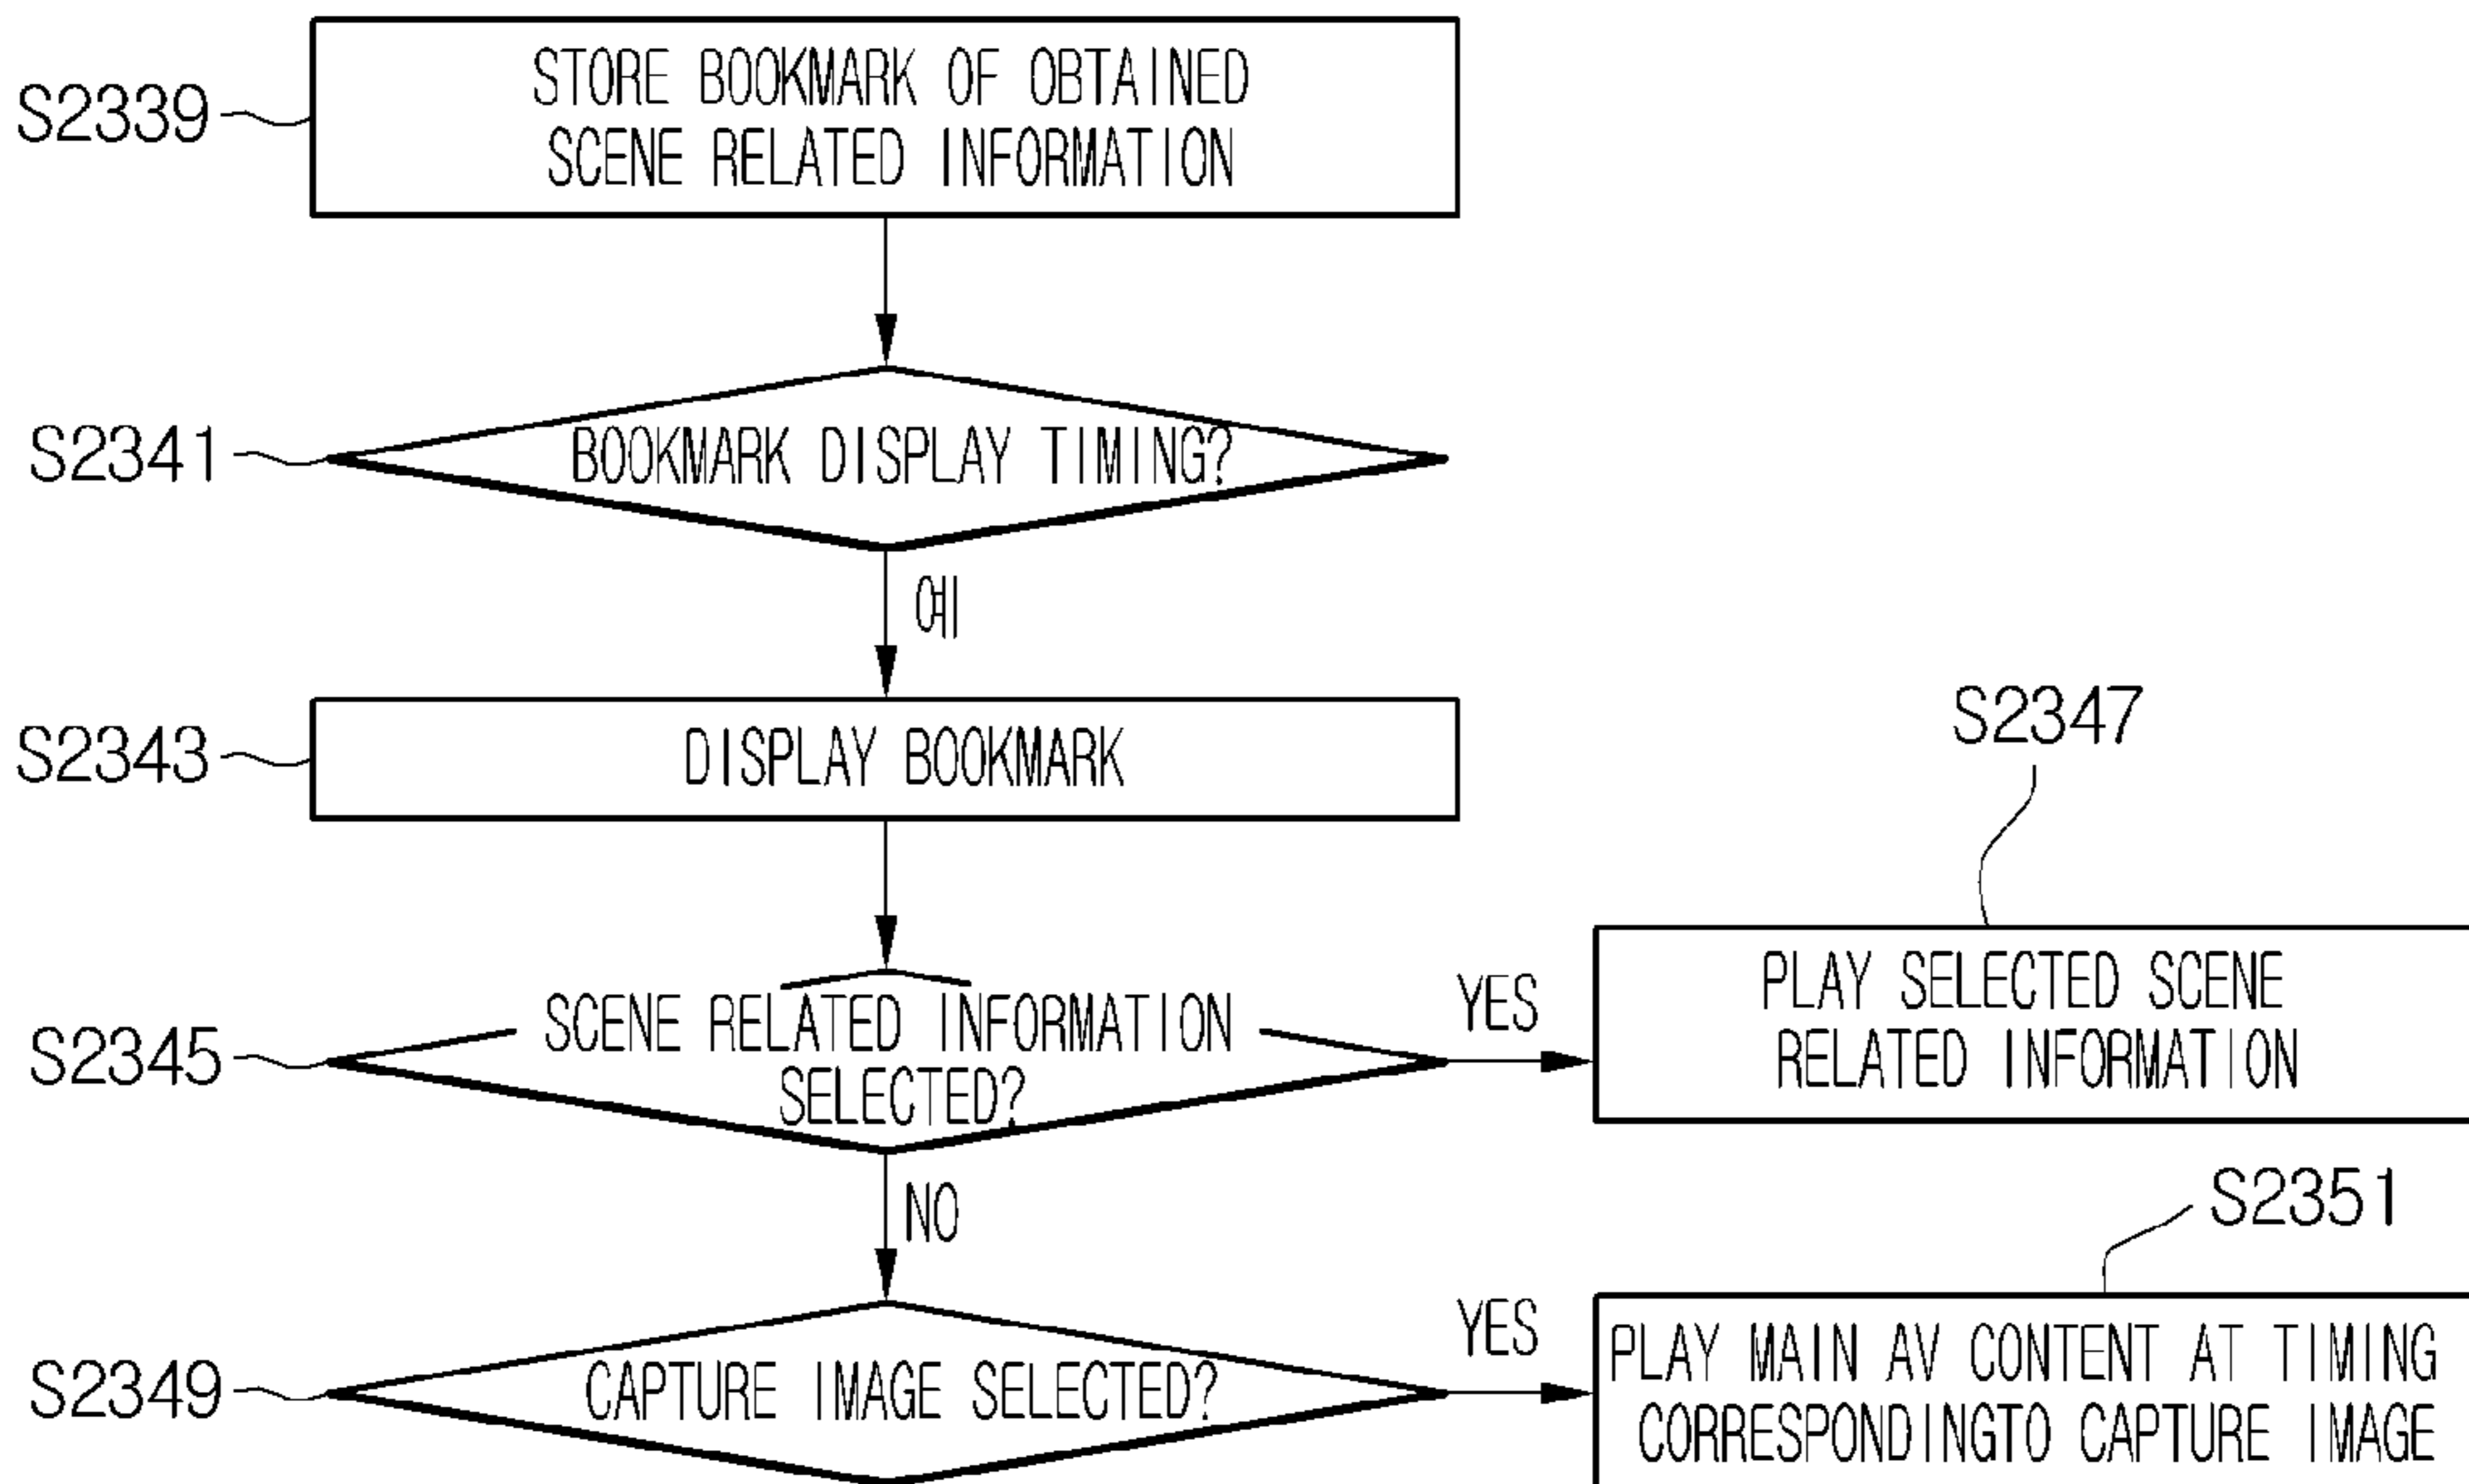 S2339
STORE BOOKMARK OF OBTAINED
SCENE RELATED INFORMATION
S2341
BOOKMARK DISPLAY TIMING?
예
S2343
DISPLAY BOOKMARK
S2347
S2345
SCENE RELATED INFORMATION
SELECTED?
YES
PLAY SELECTED SCENE
RELATED INFORMATION
NO
S2351
S2349
CAPTURE IMAGE SELECTED?
YES
PLAY MAIN AV CONTENT AT TIMING
CORRESPONDINGTO CAPTURE IMAGE